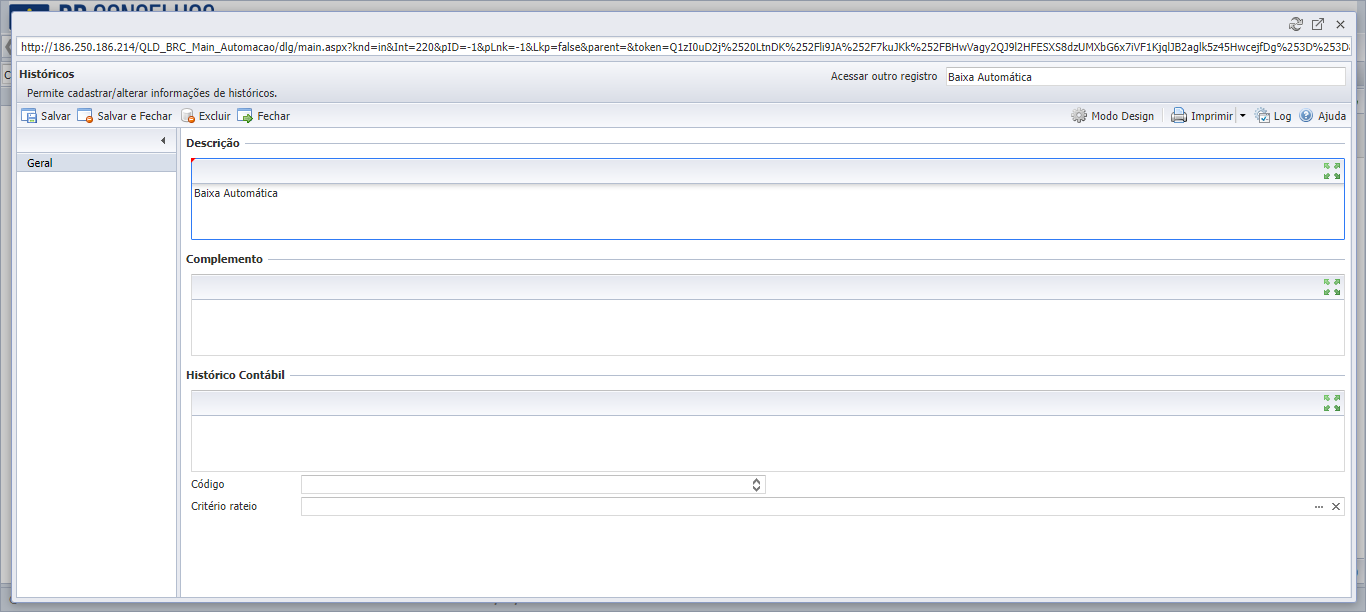 http://186.250.186.214/QLD_BRC_Main_Automacao/dlg/main.aspx?knd=in&Int=220&pID=-1&pLnk=-1&Lkp=false&parent=&token=Q1zI0uD2j%2520LtnDK%252Fli9JA%252F7kuJKk%252FBHwVagy2QJ9l2HFESXS8dzUMXbG6x7iVF1KjqlJB2aglk5z45HwcejfDg%253D%253D
Históricos
Acessar outro registro Baixa Automática
Permite cadastrar/alterar informações de históricos.
Salvar Salvar e Fechar Excluir Fechar Modo Design Imprimir Log Ajuda
Geral
Descrição
Baixa Automática
Complemento
Histórico Contábil
Código
Critério rateio